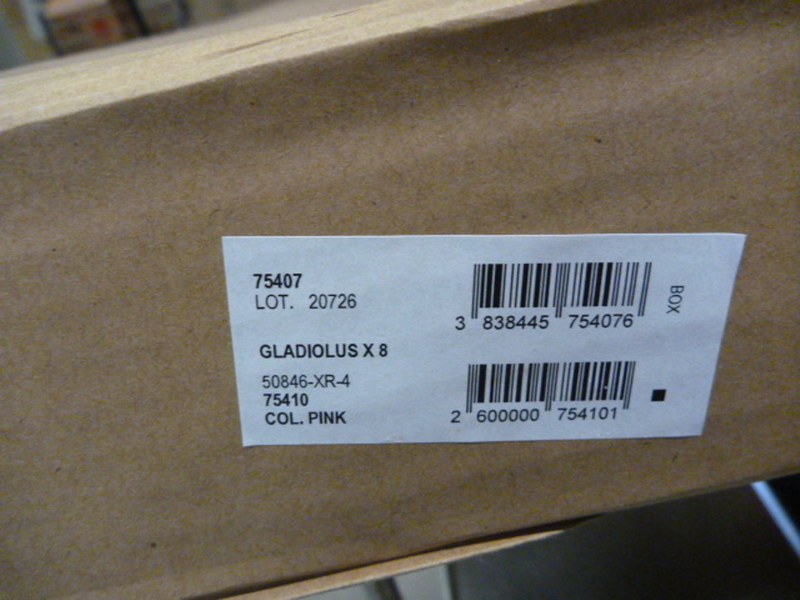 75407
LOT. 20726
GLADIOLUS X 8
50846-XR-4
75410
COL. PINK
3 838445 754076
BOX
2 600000 754101